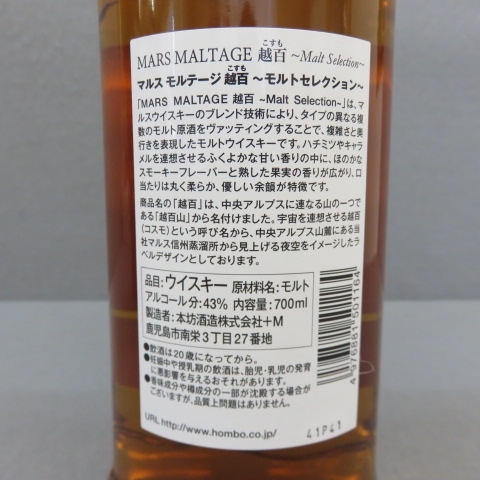 こすも
MARS MALTAGE 越百 ~Malt Selection~
こすも
マルス モルテージ 越百 ~モルトセレクション~
「MARS MALTAGE 越百 ~Malt Selection~」は、マ
ルスウイスキーのブレンド技術により、タイプの異なる複
数のモルト原酒をヴァッティングすることで、複雑さと奥
行きを表現したモルトウイスキーです。ハチミツやキャラ
メルを連想させるふくよかな甘い香りの中に、ほのかな
スモーキーフレーバーと熟した果実の香りが広がり、口
当たりは丸く柔らか、優しい余韻が特徴です。
商品名の「越百」は、中央アルプスに連なる山の一つで
ある「越百山」から名付けました。宇宙を連想させる越百
(コスモ)という呼び名から、中央アルプス山麓にある当
社マルス信州蒸溜所から見上げる夜空をイメージしたラ
ベルデザインとしております。
品目:ウイスキー 原材料名:モルト
アルコール分:43% 内容量:700ml
製造者:本坊酒造株式会社+M
鹿児島市南栄3丁目27番地
●飲酒は20歳になってから。
●妊娠中や授乳期の飲酒は、胎児・乳児の発育
に悪影響を与えるおそれがあります。
●香味成分や樽成分の一部が沈殿する場合が
ございますが、品質上問題はありません。
URL http://www.hombo.co.jp/
4 976881 501164
41P41